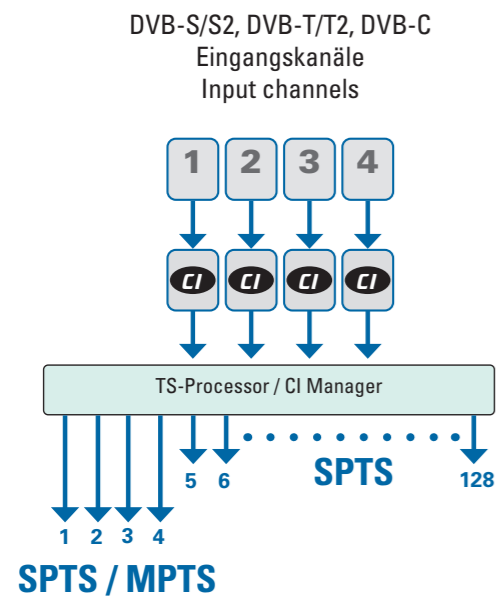 DVB-S/S2, DVB-T/T2, DVB-C
Eingangskanäle
Input channels
1 2 3 4
CI CI CI CI
TS-Processor / CI Manager
5 6 SPTS 128
1 2 3 4
SPTS / MPTS